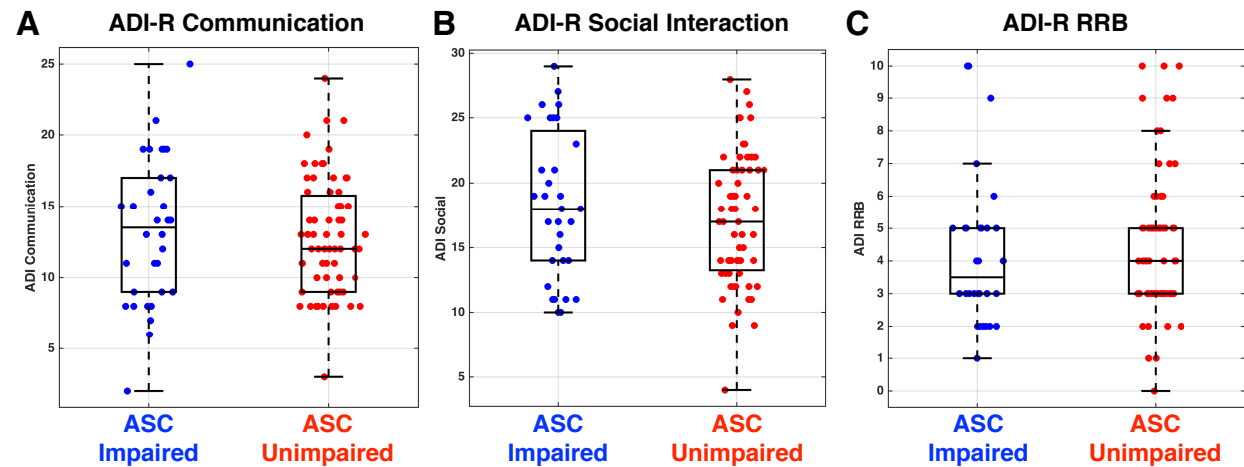 A ADI-R Communication
25
20
15
10
5
ADI Communication
ASC Impaired
ASC Unimpaired
B ADI-R Social Interaction
30
25
20
15
10
5
ADI Social
ASC Impaired
ASC Unimpaired
C ADI-R RRB
10
9
8
7
6
5
4
3
2
1
0
ADI RRB
ASC Impaired
ASC Unimpaired